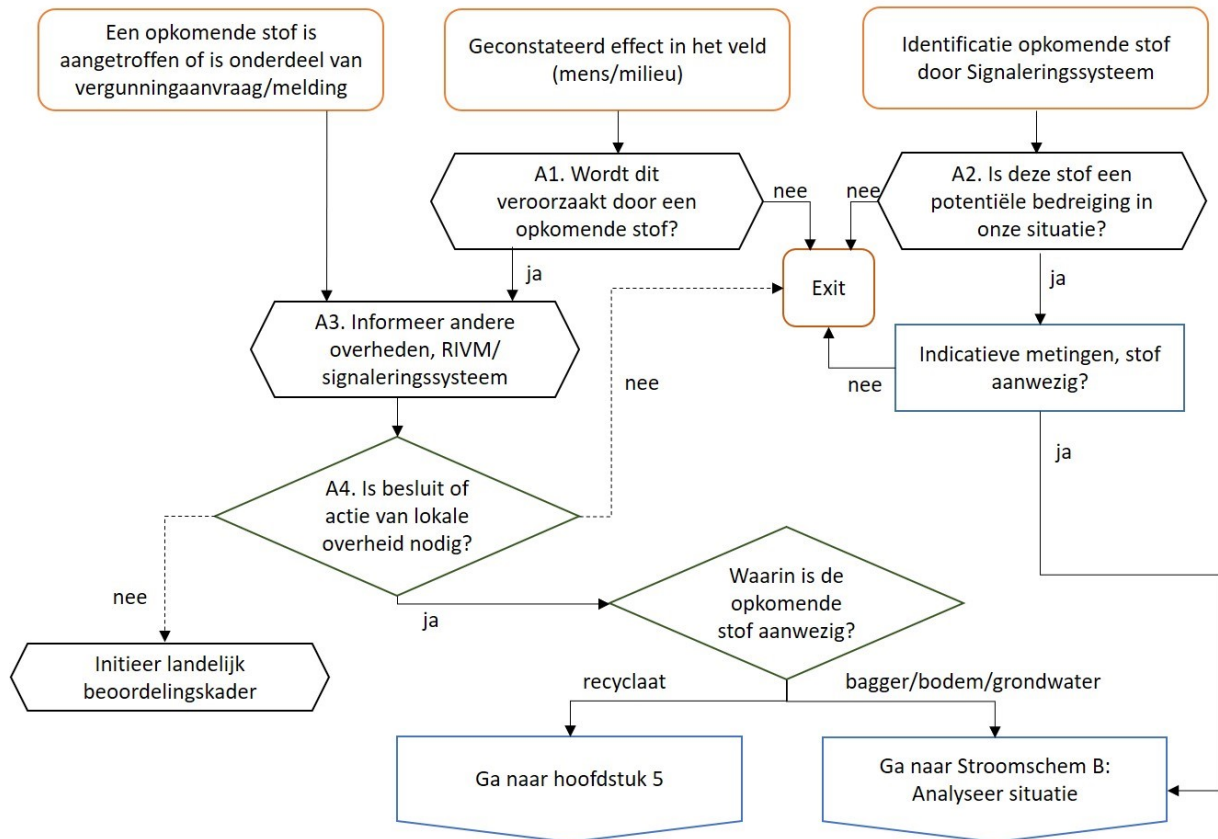 Een opkomende stof is
aangetroffen of is onderdeel van
vergunningaanvraag/melding
Geconstateerd effect in het veld
(mens/milieu)
Identificatie opkomende stof
door Signaleringssysteem
A1. Wordt dit
veroorzaakt door een
opkomende stof?
nee
nee
A2. Is deze stof een
potentiële bedreiging in
onze situatie?
ja
Exit
ja
A3. Informeer andere
overheden, RIVM/
signaleringssysteem
nee
nee
Indicatieve metingen, stof
aanwezig?
ja
A4. Is besluit of
actie van lokale
overheid nodig?
nee
ja
Waarin is de
opkomende
stof aanwezig?
Initieer landelijk
beoordelingskader
recyclaat
bagger/bodem/grondwater
Ga naar hoofdstuk 5
Ga naar Stroomschem B:
Analyseer situatie